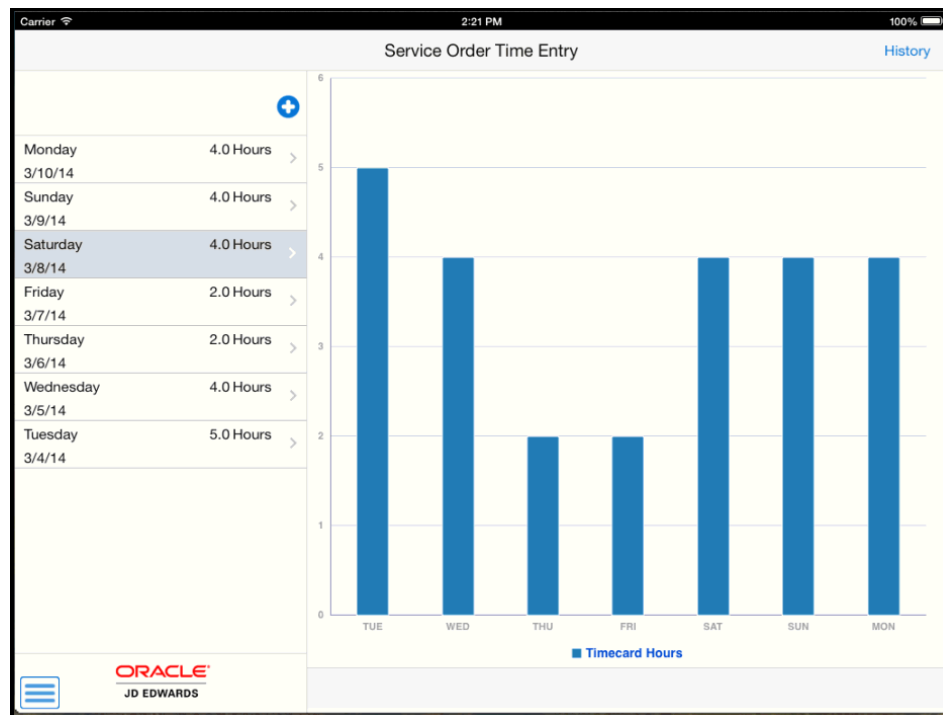 Carrier 2:21 PM 100%
Service Order Time Entry History
Monday 4.0 Hours
3/10/14
Sunday 4.0 Hours
3/9/14
Saturday 4.0 Hours
3/8/14
Friday 2.0 Hours
3/7/14
Thursday 2.0 Hours
3/6/14
Wednesday 4.0 Hours
3/5/14
Tuesday 5.0 Hours
3/4/14
6
5
4
3
2
1
0
TUE WED THU FRI SAT SUN MON
Timecard Hours
ORACLE
JD EDWARDS